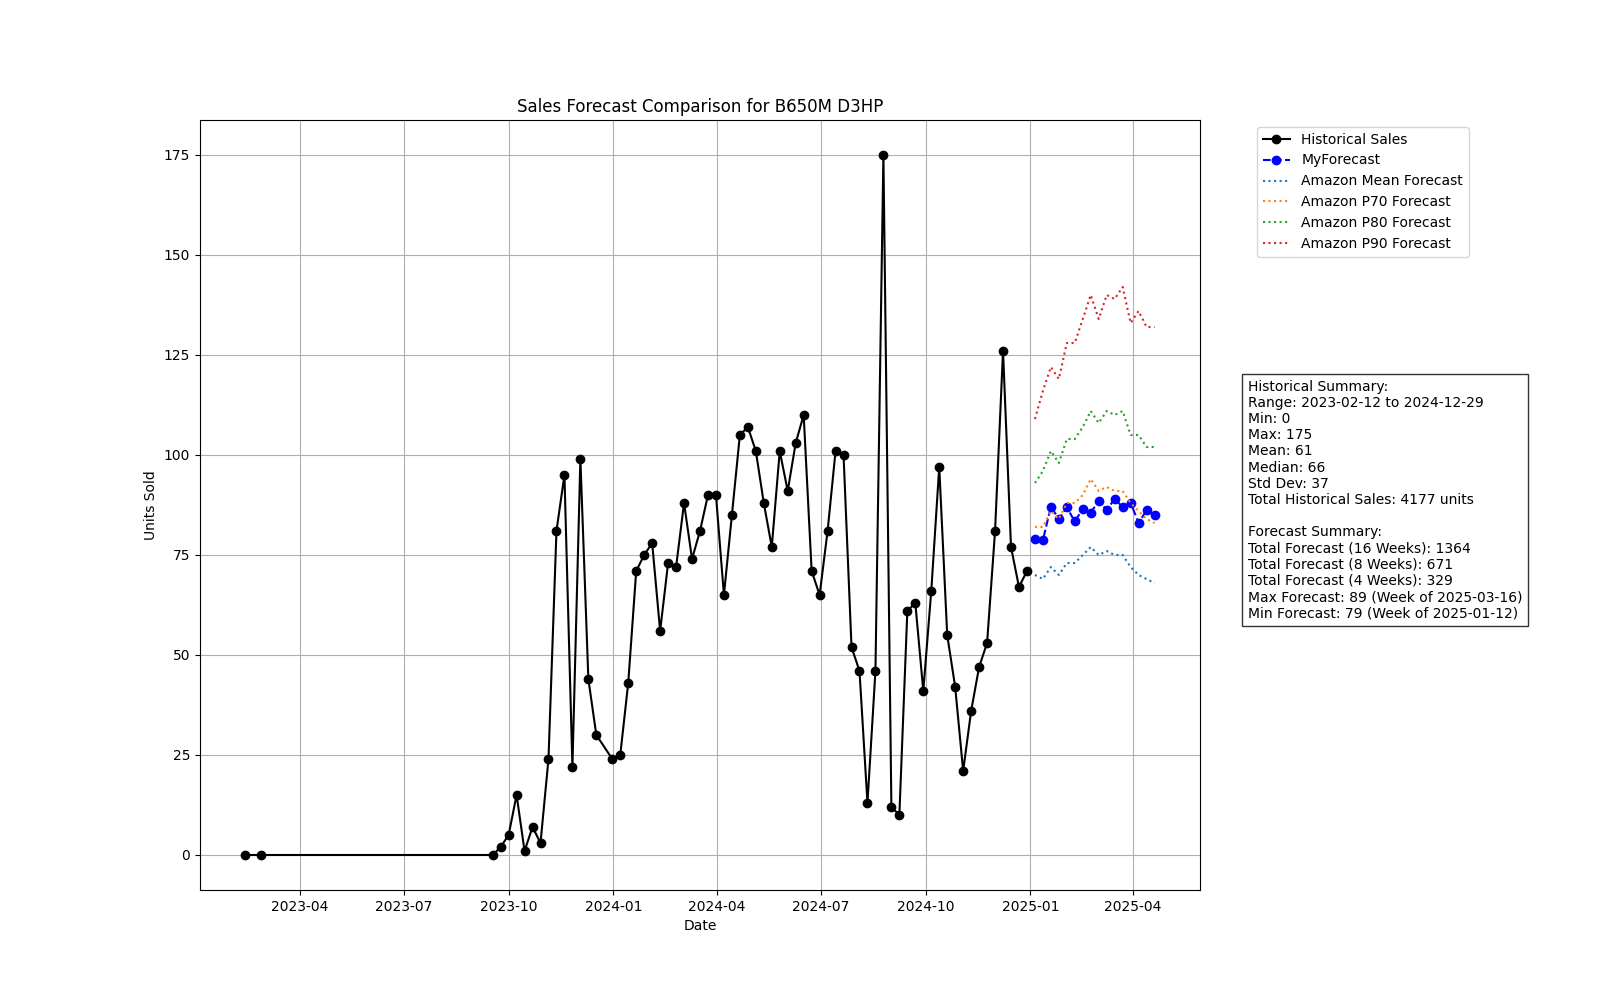 Sales Forecast Comparison for B650M D3HP
Units Sold
175
150
125
100
75
50
25
0
2023-04
2023-07
2023-10
2024-01
2024-04
2024-07
2024-10
2025-01
2025-04
Date
Historical Sales
MyForecast
Amazon Mean Forecast
Amazon P70 Forecast
Amazon P80 Forecast
Amazon P90 Forecast
Historical Summary:
Range: 2023-02-12 to 2024-12-29
Min: 0
Max: 175
Mean: 61
Median: 66
Std Dev: 37
Total Historical Sales: 4177 units
Forecast Summary:
Total Forecast (16 Weeks): 1364
Total Forecast (8 Weeks): 671
Total Forecast (4 Weeks): 329
Max Forecast: 89 (Week of 2025-03-16)
Min Forecast: 79 (Week of 2025-01-12)